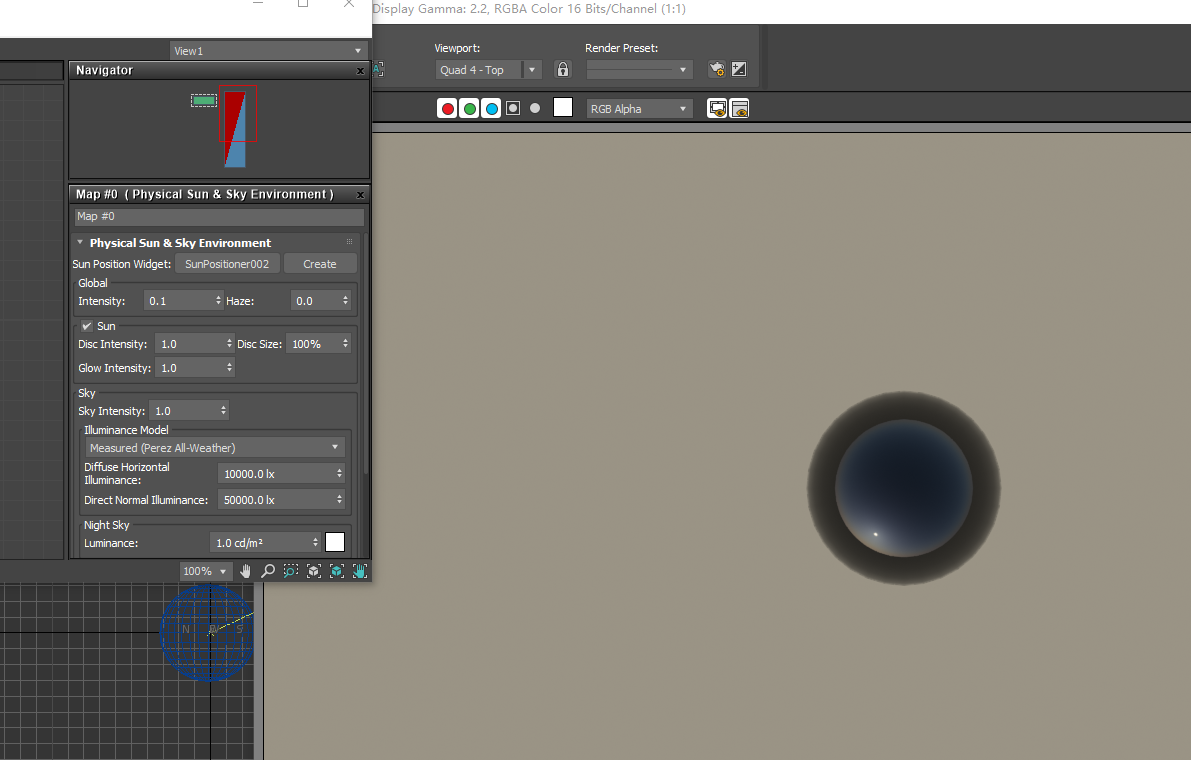 Display Gamma: 2.2, RGBA Color 16 Bits/Channel (1:1)
View1
Navigator
Viewport:
Render Preset:
Quad 4 - Top
RGB Alpha
Map #0 ( Physical Sun & Sky Environment )
Map #0
Physical Sun & Sky Environment
Sun Position Widget: SunPositioner002 Create
Global
Intensity: 0.1 Haze: 0.0
Sun
Disc Intensity: 1.0 Disc Size: 100%
Glow Intensity: 1.0
Sky
Sky Intensity: 1.0
Illuminance Model
Measured (Perez All-Weather)
Diffuse Horizontal
Illuminance: 10000.0 lx
Direct Normal Illuminance: 50000.0 lx
Night Sky
Luminance: 1.0 cd/m²
100%
N S